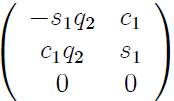 -s₁q₂ c₁
c₁q₂ s₁
0 0